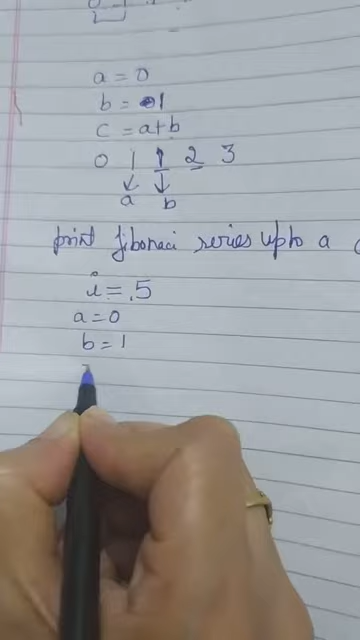 a = 0
b = 1
c = a+b
0 1 1 2 3
a b
print fibonaci series upto a
i = 5
a = 0
b = 1